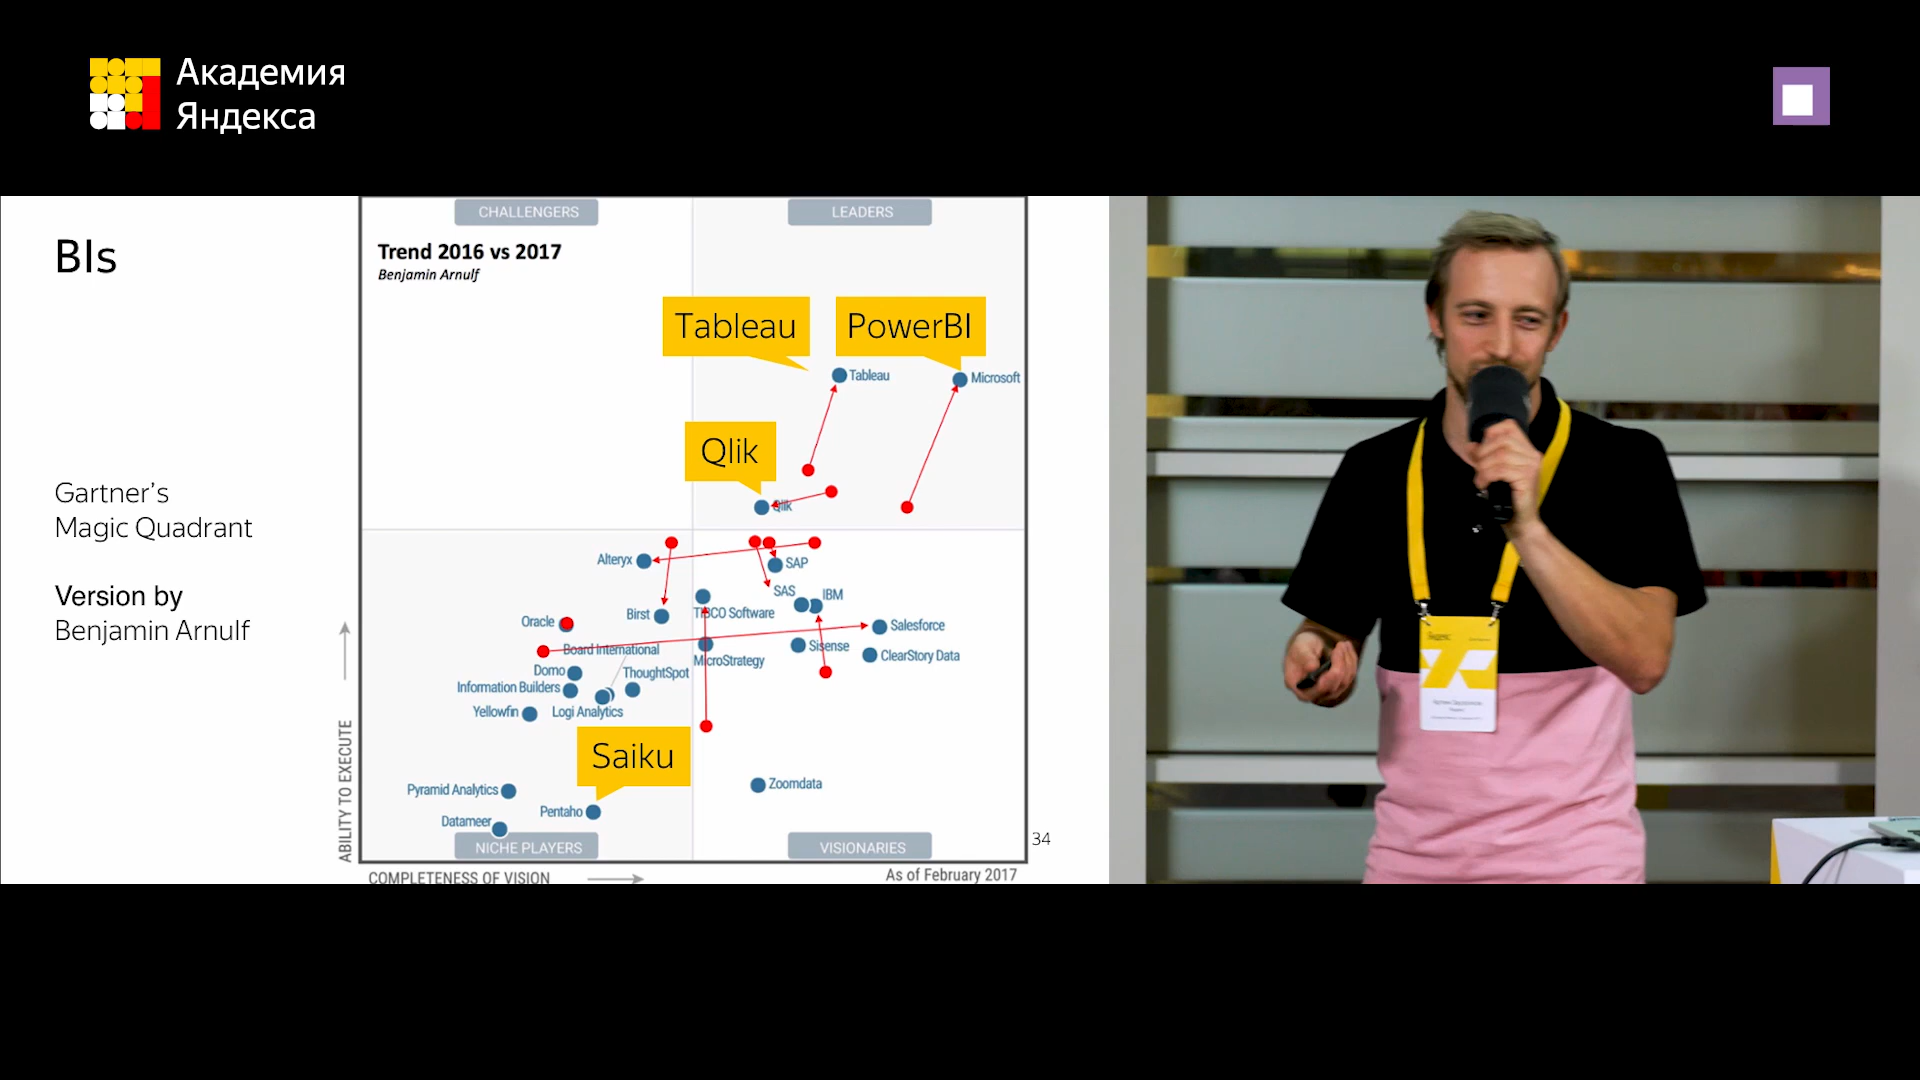 Академия
Яндекса
BIs
Gartner's
Magic Quadrant
Version by
Benjamin Arnulf
CHALLENGERS
LEADERS
Trend 2016 vs 2017
Benjamin Arnulf
Tableau
PowerBI
Tableau
Microsoft
Qlik
Qlik
Alteryx
SAP
SAS
IBM
Birst
TIBCO Software
Oracle
Salesforce
Board International
Sisense
MicroStrategy
ClearStory Data
Domo
ThoughtSpot
Information Builders
Yellowfin
Logi Analytics
Saiku
Zoomdata
Pyramid Analytics
Pentaho
Datameer
NICHE PLAYERS
VISIONARIES
ABILITY TO EXECUTE
COMPLETENESS OF VISION
As of February 2017
34